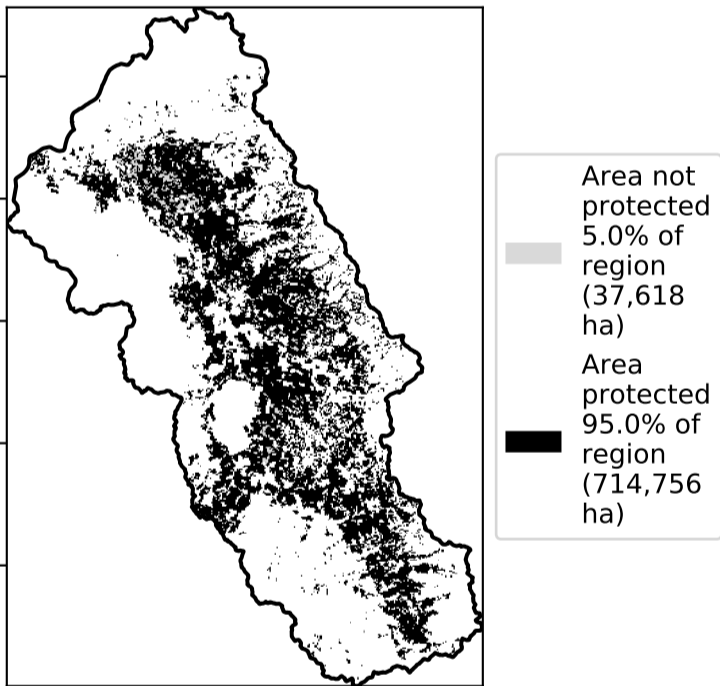 Area not
protected
5.0% of
region
(37,618
ha)
Area
protected
95.0% of
region
(714,756
ha)